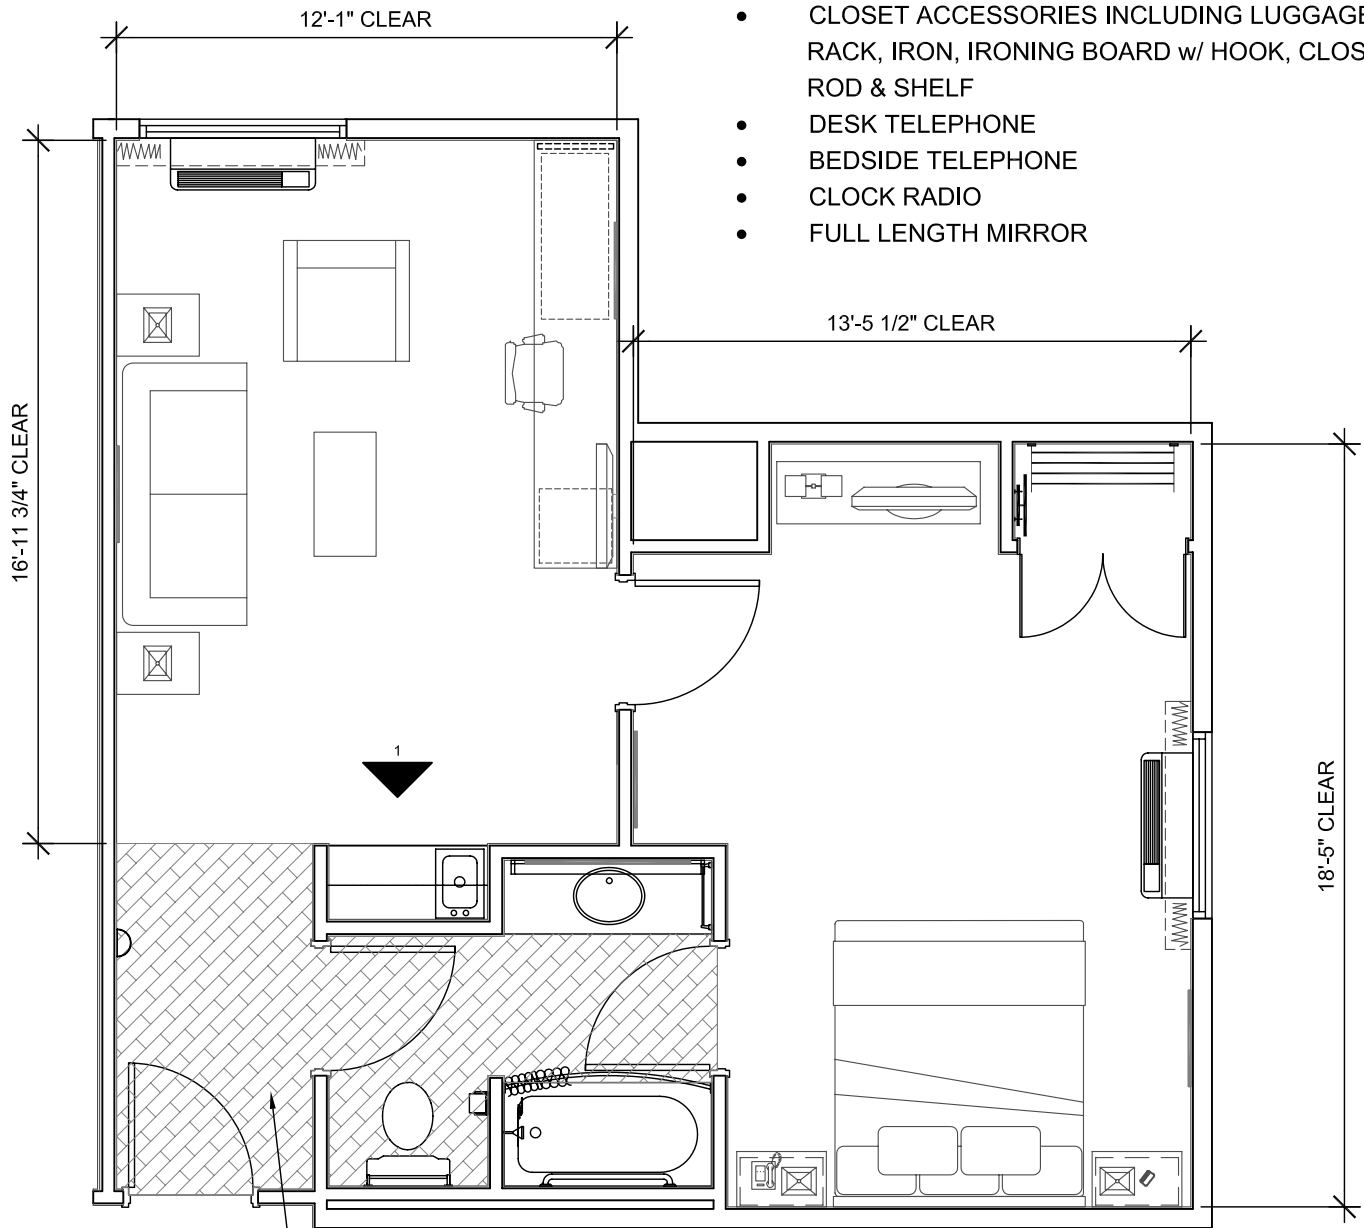 12'-1" CLEAR
• CLOSET ACCESSORIES INCLUDING LUGGAGE
RACK, IRON, IRONING BOARD w/ HOOK, CLOS
ROD & SHELF
• DESK TELEPHONE
• BEDSIDE TELEPHONE
• CLOCK RADIO
• FULL LENGTH MIRROR
13'-5 1/2" CLEAR
16'-11 3/4" CLEAR
1
18'-5" CLEAR